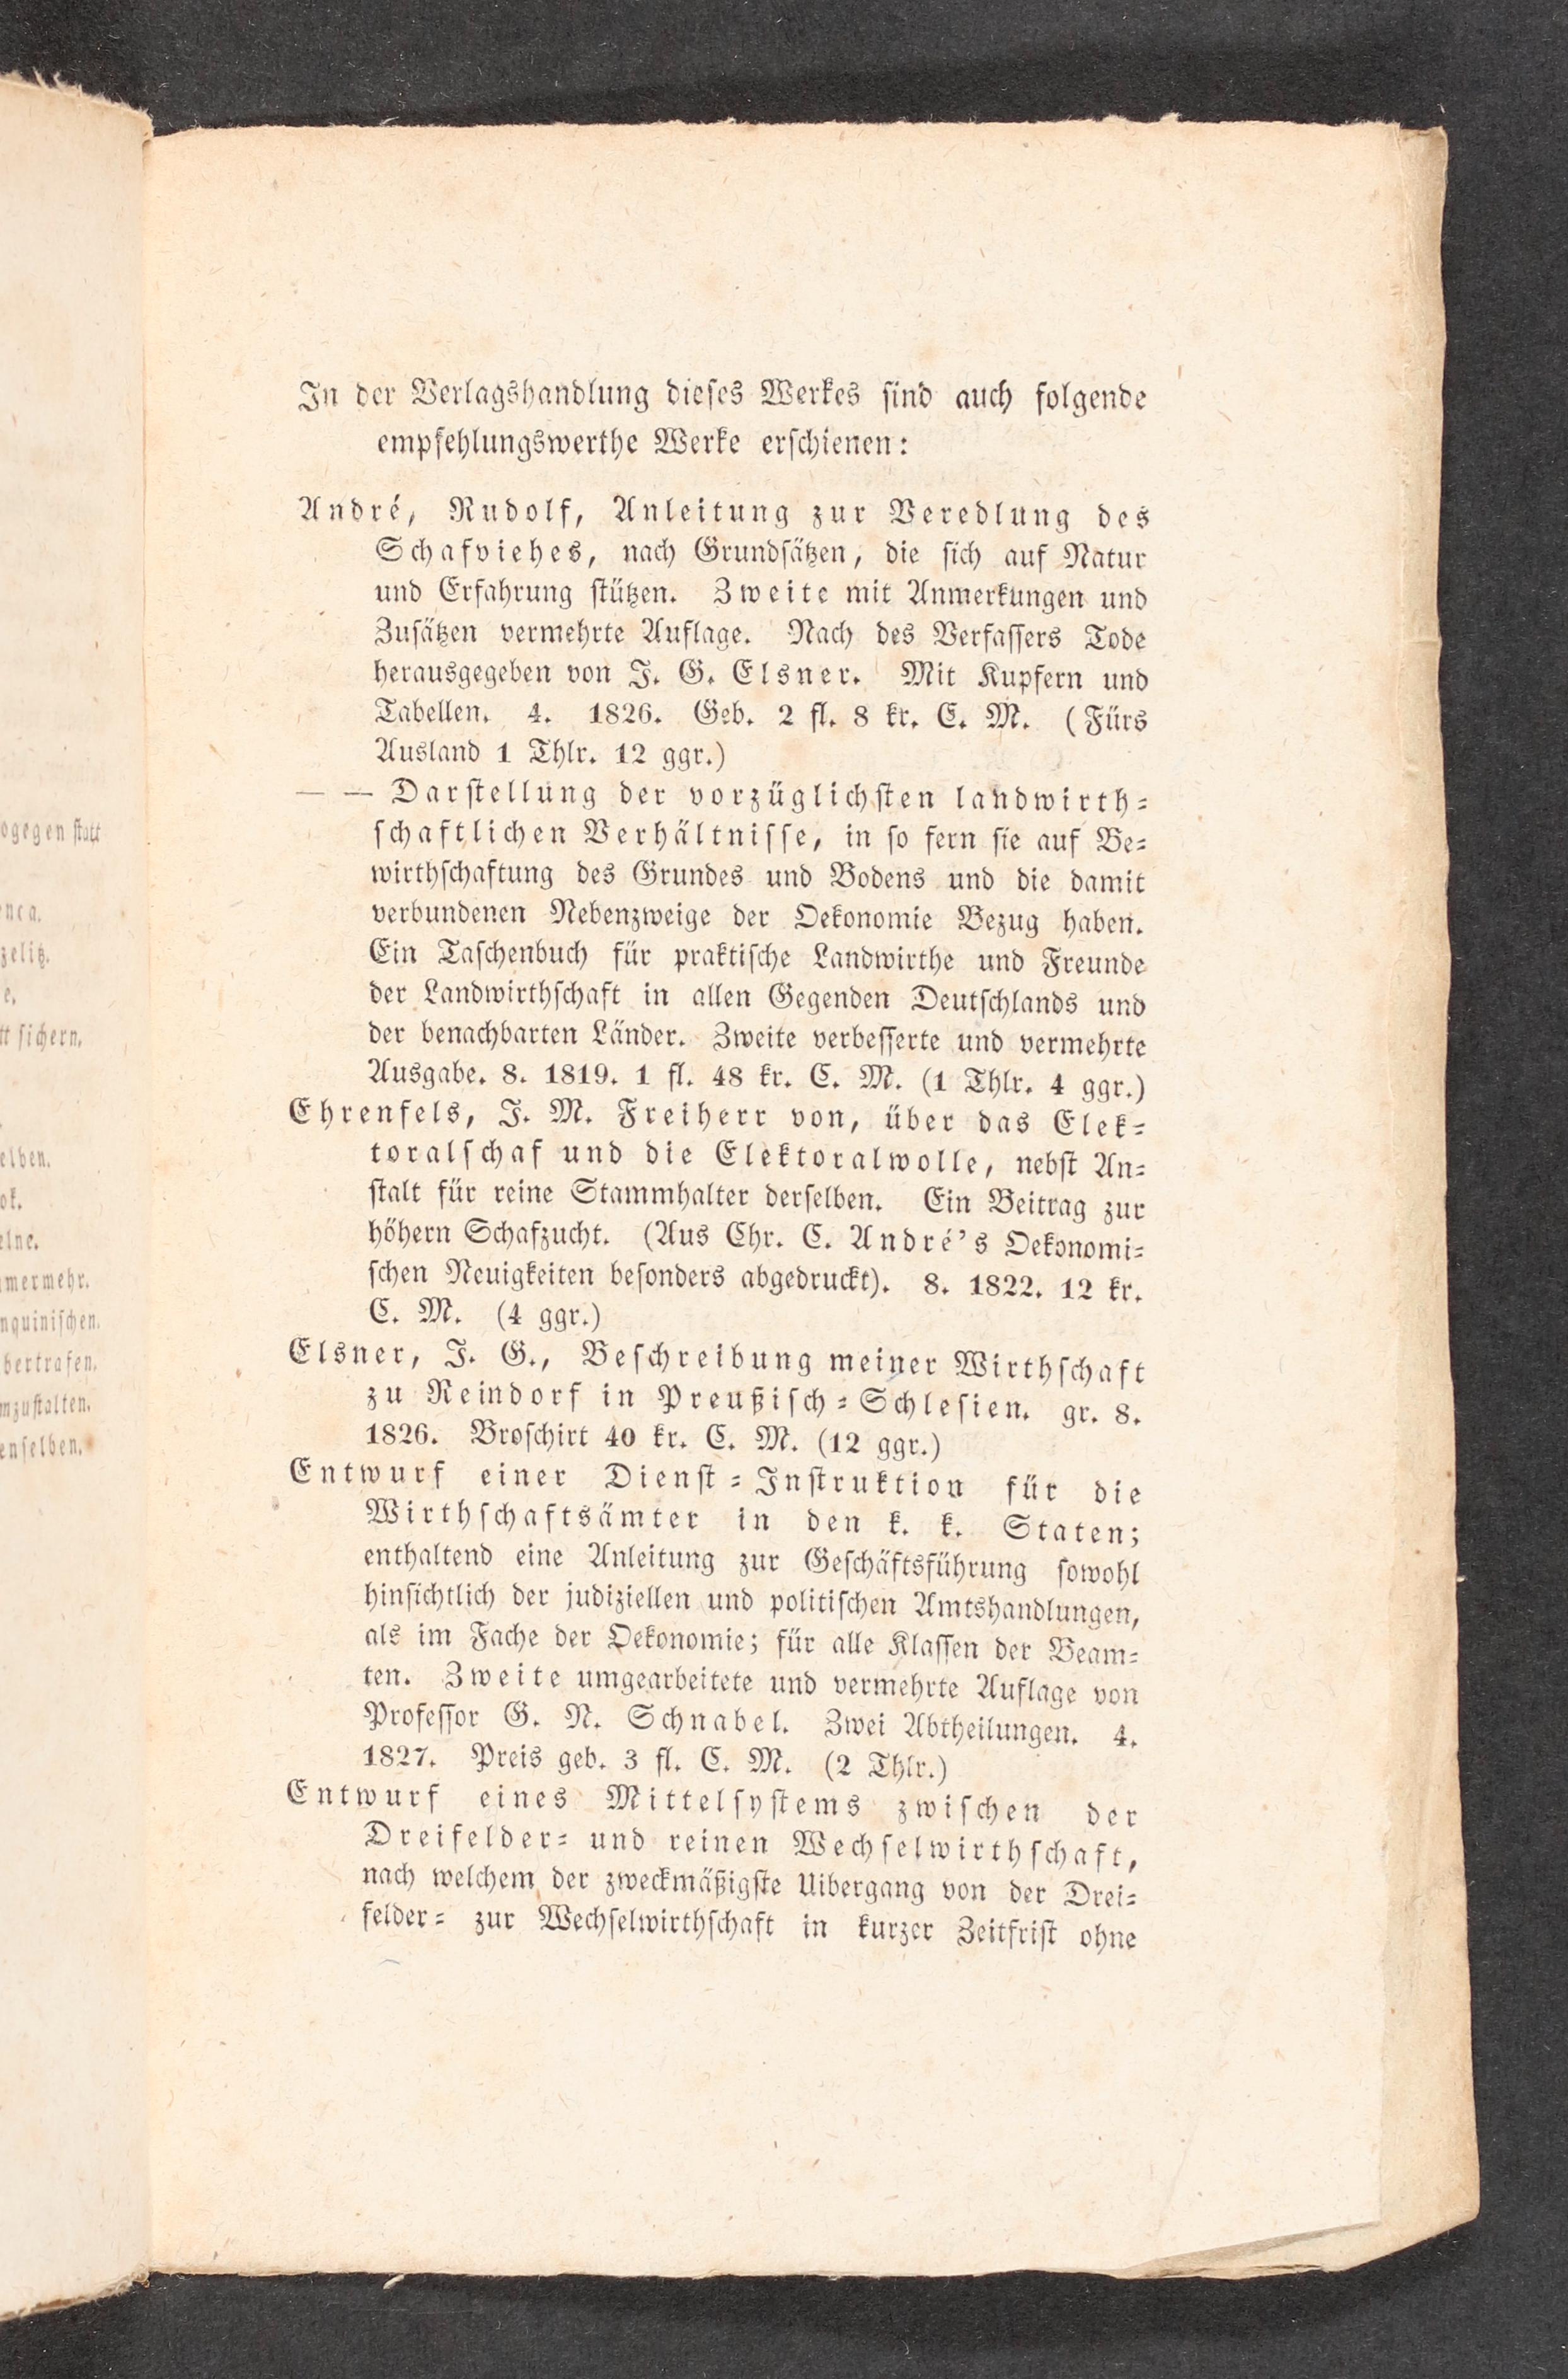 In der Verlagshandlung dieses Werkes sind auch folgende
empfehlungswerthe Werke erschienen:
André, Rudolf, Anleitung zur Veredlung des
Schafviehes, nach Grundsätzen, die sich auf Natur
und Erfahrung stützen. Zweite mit Anmerkungen und
Zusätzen vermehrte Auflage. Nach des Verfassers Tode
herausgegeben von J. G. Elsner. Mit Kupfern und
Tabellen. 4. 1826. Geb. 2 fl. 8 kr. C. M. (Fürs
Ausland 1 Thlr. 12 ggr.)
— — Darstellung der vorzüglichsten landwirth-
schaftlichen Verhältnisse, in so fern sie auf Be-
wirthschaftung des Grundes und Bodens und die damit
verbundenen Nebenzweige der Oekonomie Bezug haben.
Ein Taschenbuch für praktische Landwirthe und Freunde
der Landwirthschaft in allen Gegenden Deutschlands und
der benachbarten Länder. Zweite verbesserte und vermehrte
Ausgabe. 8. 1819. 1 fl. 48 kr. C. M. (1 Thlr. 4 ggr.)
Ehrenfels, J. M. Freiherr von, über das Elek-
toralschaf und die Elektoralwolle, nebst An-
stalt für reine Stammhalter derselben. Ein Beitrag zur
höhern Schafzucht. (Aus Chr. C. André's Oekonomi-
schen Neuigkeiten besonders abgedruckt). 8. 1822. 12 kr.
C. M. (4 ggr.)
Elsner, J. G., Beschreibung meiner Wirthschaft
zu Reindorf in Preußisch-Schlesien. gr. 8.
1826. Broschirt 40 kr. C. M. (12 ggr.)
Entwurf einer Dienst-Instruktion für die
Wirthschaftsämter in den k. k. Staten;
enthaltend eine Anleitung zur Geschäftsführung sowohl
hinsichtlich der judiziellen und politischen Amtshandlungen,
als im Fache der Oekonomie; für alle Klassen der Beam-
ten. Zweite umgearbeitete und vermehrte Auflage von
Professor G. N. Schnabel. Zwei Abtheilungen. 4.
1827. Preis geb. 3 fl. C. M. (2 Thlr.)
Entwurf eines Mittelsystems zwischen der
Dreifelder- und reinen Wechselwirthschaft,
nach welchem der zweckmäßigste Uibergang von der Drei-
felder- zur Wechselwirthschaft in kurzer Zeitfrist ohne